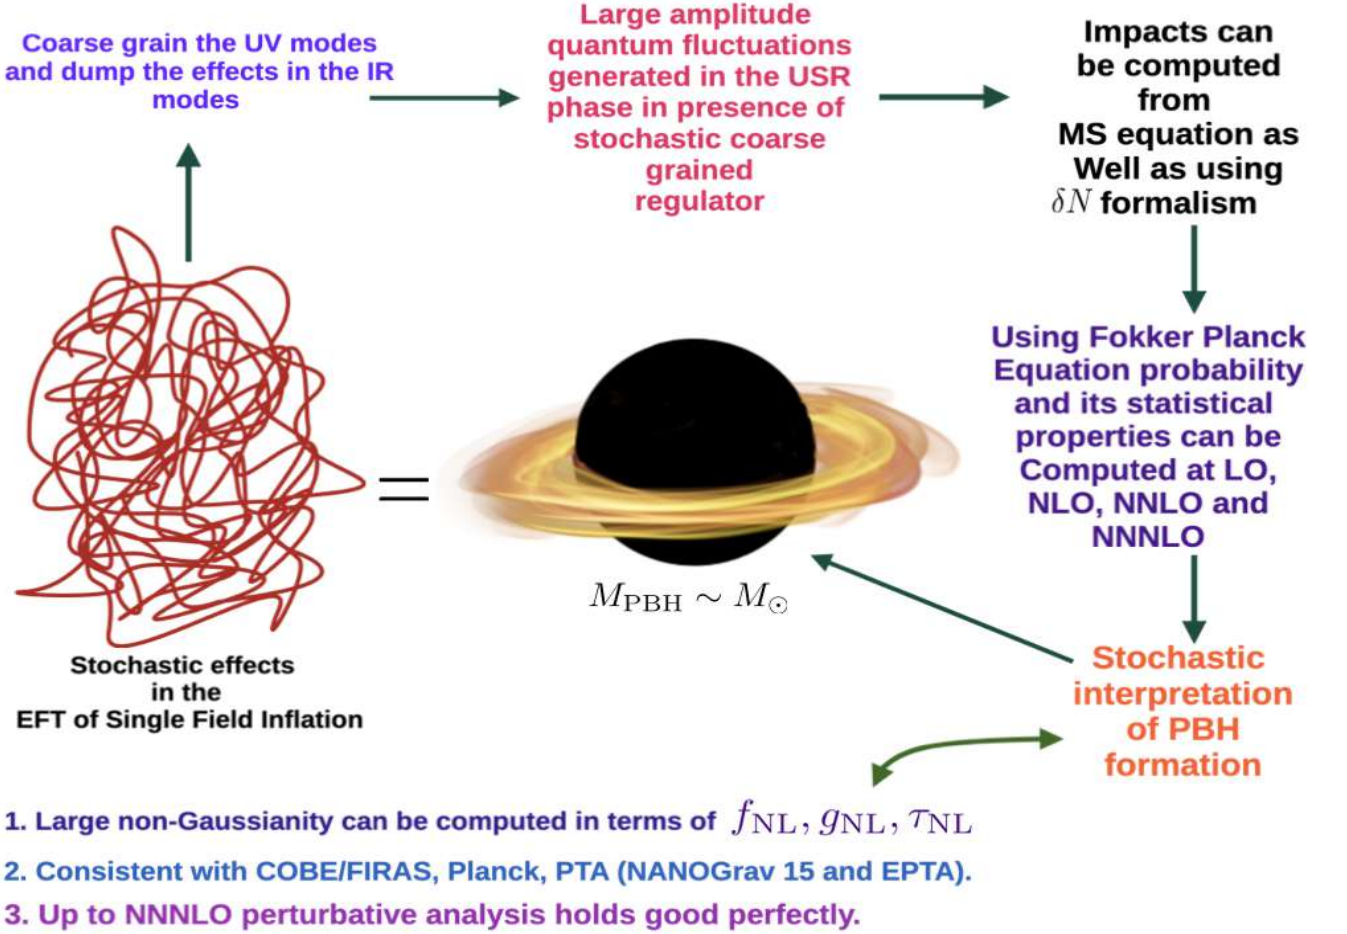 Coarse grain the UV modes
and dump the effects in the IR
modes
Large amplitude
quantum fluctuations
generated in the USR
phase in presence of
stochastic coarse
grained
regulator
Impacts can
be computed
from
MS equation as
Well as using
δN formalism
Using Fokker Planck
Equation probability
and its statistical
properties can be
Computed at LO,
NLO, NNLO and
NNNLO
Stochastic
interpretation
of PBH
formation
=
M_PBH ∼ M_⊙
Stochastic effects
in the
EFT of Single Field Inflation
1. Large non-Gaussianity can be computed in terms of f_NL, g_NL, τ_NL
2. Consistent with COBE/FIRAS, Planck, PTA (NANOGrav 15 and EPTA).
3. Up to NNNLO perturbative analysis holds good perfectly.